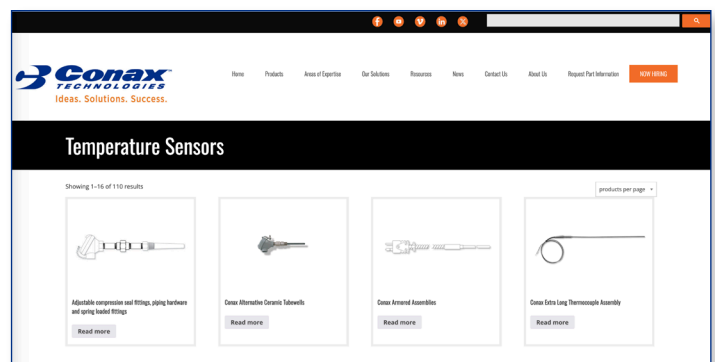 Conax
TECHNOLOGIES
Ideas. Solutions. Success.
Home Products Areas of Expertise Our Solutions Resources News Contact Us About Us Request Part Information NOW HIRING
Temperature Sensors
Showing 1–16 of 110 results
products per page
Adjustable compression seal fittings, piping hardware
and spring loaded fittings
Read more
Conax Alternative Ceramic Tubewells
Read more
Conax Armored Assemblies
Read more
Conax Extra Long Thermocouple Assembly
Read more